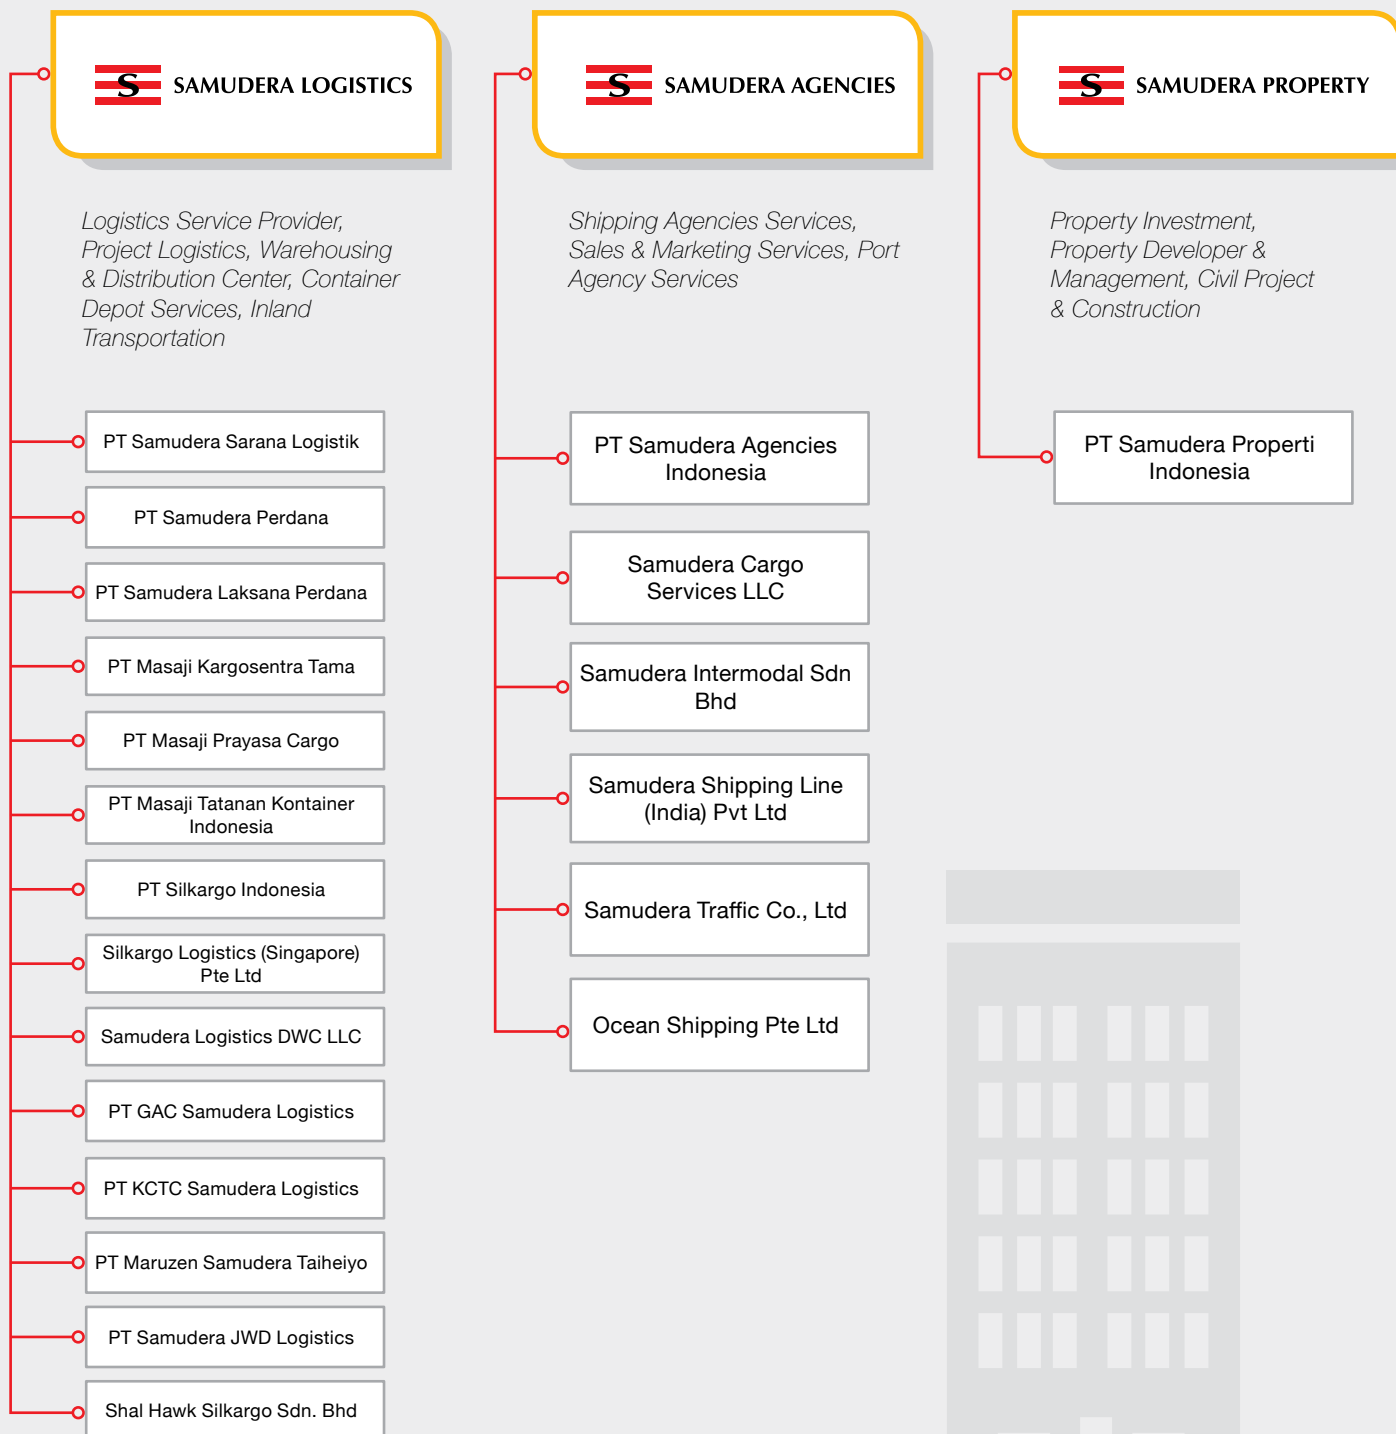 S SAMUDERA LOGISTICS
Logistics Service Provider,
Project Logistics, Warehousing
& Distribution Center, Container
Depot Services, Inland
Transportation
PT Samudera Sarana Logistik
PT Samudera Perdana
PT Samudera Laksana Perdana
PT Masaji Kargosentra Tama
PT Masaji Prayasa Cargo
PT Masaji Tatanan Kontainer
Indonesia
PT Silkargo Indonesia
Silkargo Logistics (Singapore)
Pte Ltd
Samudera Logistics DWC LLC
PT GAC Samudera Logistics
PT KCTC Samudera Logistics
PT Maruzen Samudera Taiheiyo
PT Samudera JWD Logistics
Shal Hawk Silkargo Sdn. Bhd
S SAMUDERA AGENCIES
Shipping Agencies Services,
Sales & Marketing Services, Port
Agency Services
PT Samudera Agencies
Indonesia
Samudera Cargo
Services LLC
Samudera Intermodal Sdn
Bhd
Samudera Shipping Line
(India) Pvt Ltd
Samudera Traffic Co., Ltd
Ocean Shipping Pte Ltd
S SAMUDERA PROPERTY
Property Investment,
Property Developer &
Management, Civil Project
& Construction
PT Samudera Properti
Indonesia